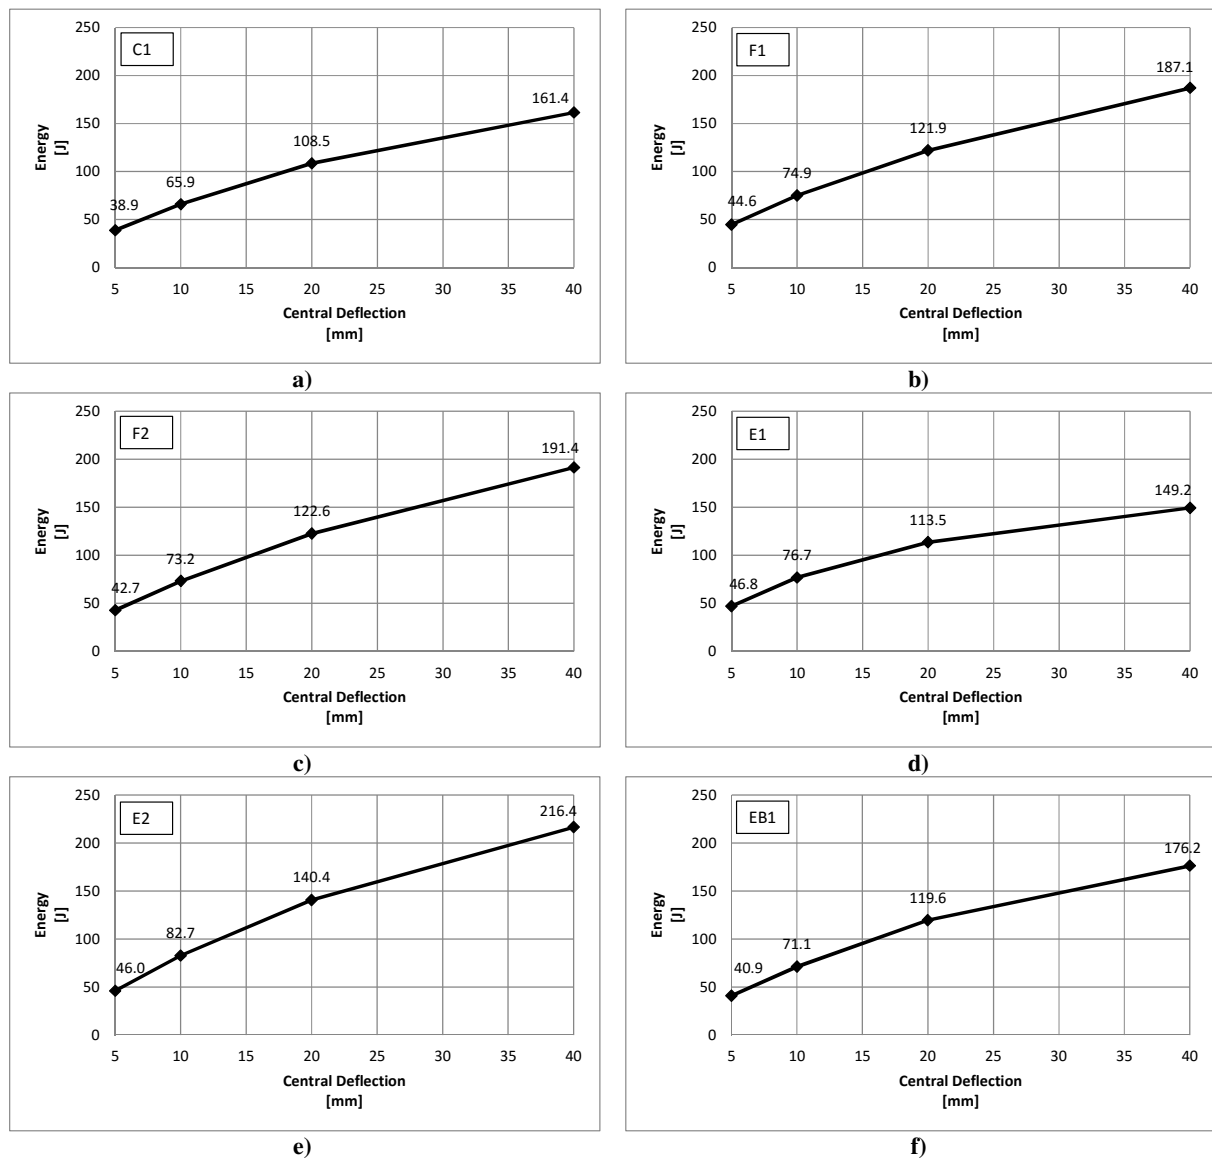 C1
250
200
150
100
50
0
Energy
[J]
38.9
65.9
108.5
161.4
5 10 15 20 25 30 35 40
Central Deflection
[mm]
a)
F1
250
200
150
100
50
0
Energy
[J]
44.6
74.9
121.9
187.1
5 10 15 20 25 30 35 40
Central Deflection
[mm]
b)
F2
250
200
150
100
50
0
Energy
[J]
42.7
73.2
122.6
191.4
5 10 15 20 25 30 35 40
Central Deflection
[mm]
c)
E1
250
200
150
100
50
0
Energy
[J]
46.8
76.7
113.5
149.2
5 10 15 20 25 30 35 40
Central Deflection
[mm]
d)
E2
250
200
150
100
50
0
Energy
[J]
46.0
82.7
140.4
216.4
5 10 15 20 25 30 35 40
Central Deflection
[mm]
e)
EB1
250
200
150
100
50
0
Energy
[J]
40.9
71.1
119.6
176.2
5 10 15 20 25 30 35 40
Central Deflection
[mm]
f)